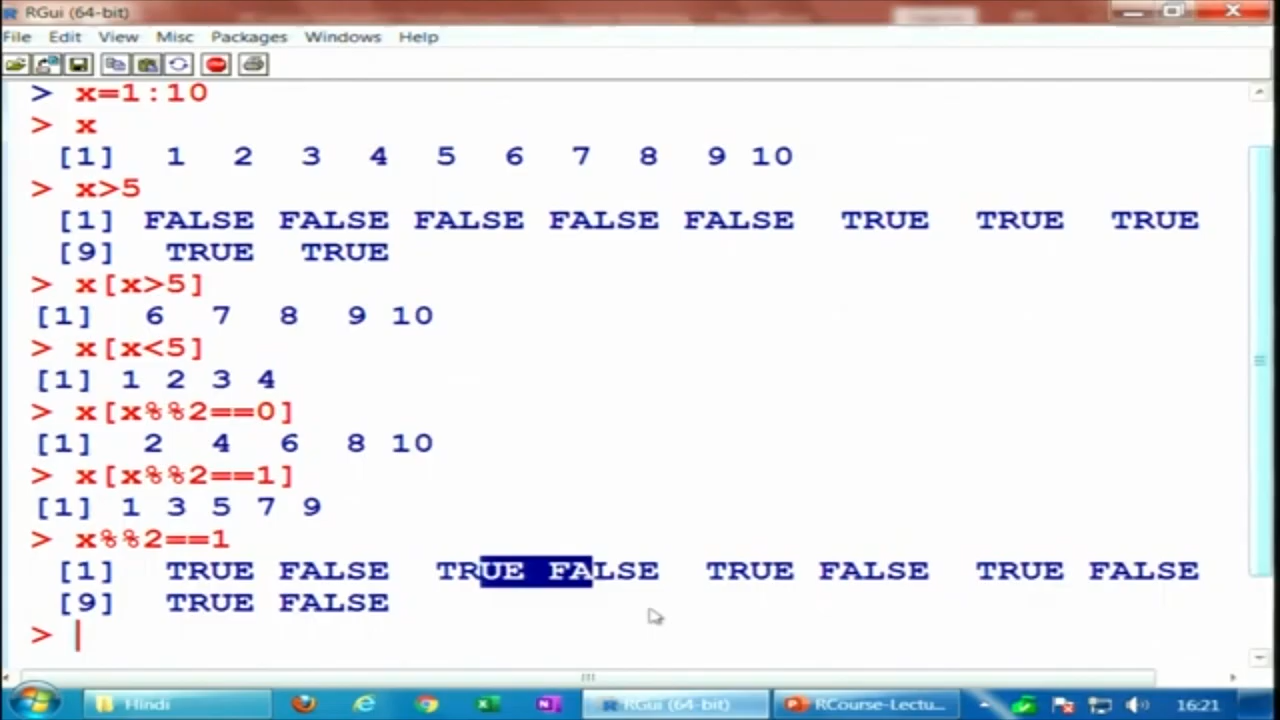 RGui (64-bit)
File Edit View Misc Packages Windows Help
STOP
> x=1:10
> x
[1] 1 2 3 4 5 6 7 8 9 10
> x>5
[1] FALSE FALSE FALSE FALSE FALSE TRUE TRUE TRUE
[9] TRUE TRUE
> x[x>5]
[1] 6 7 8 9 10
> x[x<5]
[1] 1 2 3 4
> x[x%%2==0]
[1] 2 4 6 8 10
> x[x%%2==1]
[1] 1 3 5 7 9
> x%%2==1
[1] TRUE FALSE TRUE FALSE TRUE FALSE TRUE FALSE
[9] TRUE FALSE
>
Hindi RGui (64-bit) RCourse-Lectu... 16:21